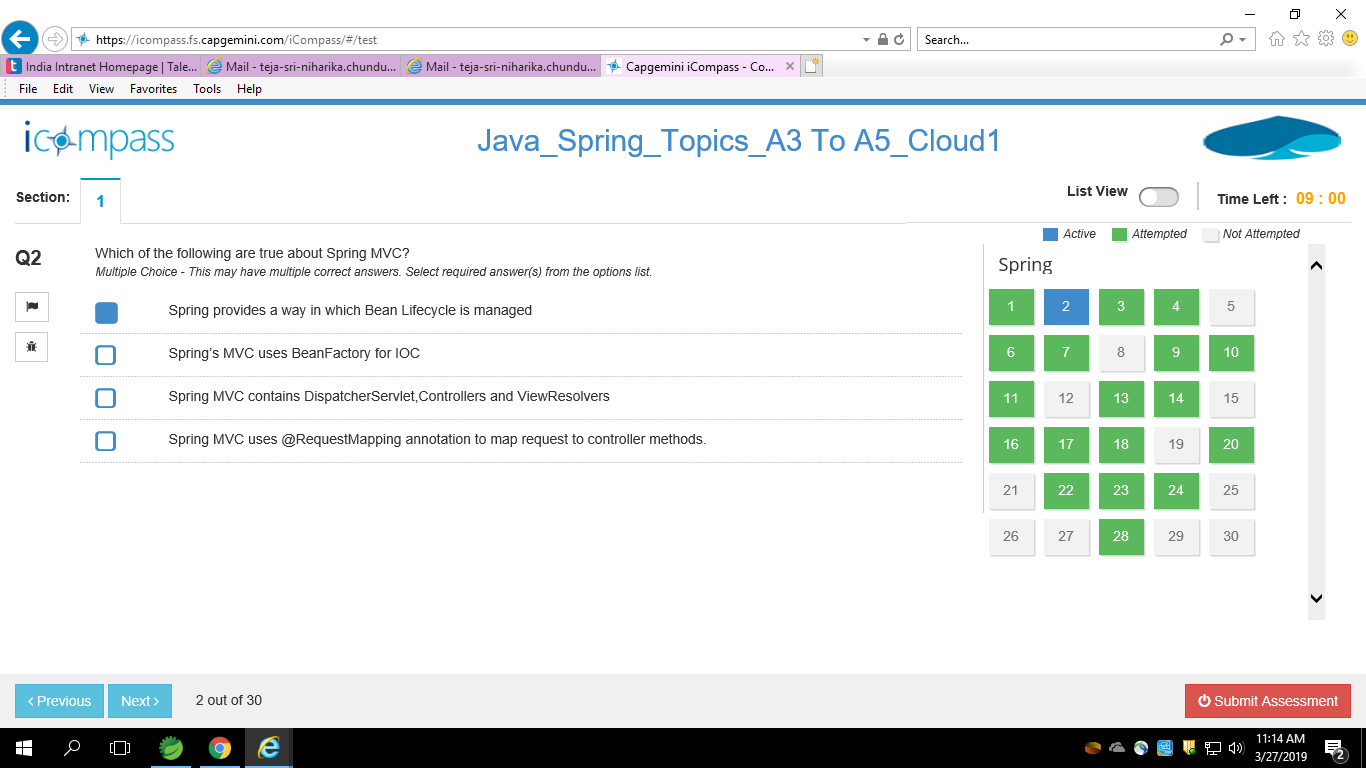 https://icompass.fs.capgemini.com/iCompass/#/test
Search...
India Intranet Homepage | Tale...
Mail - teja-sri-niharika.chundu...
Mail - teja-sri-niharika.chundu...
Capgemini iCompass - Co...
File Edit View Favorites Tools Help
icompass
Java_Spring_Topics_A3 To A5_Cloud1
Section: 1
List View
Time Left : 09 : 00
Active Attempted Not Attempted
Q2
Which of the following are true about Spring MVC?
Multiple Choice - This may have multiple correct answers. Select required answer(s) from the options list.
Spring provides a way in which Bean Lifecycle is managed
Spring’s MVC uses BeanFactory for IOC
Spring MVC contains DispatcherServlet,Controllers and ViewResolvers
Spring MVC uses @RequestMapping annotation to map request to controller methods.
Spring
1 2 3 4 5
6 7 8 9 10
11 12 13 14 15
16 17 18 19 20
21 22 23 24 25
26 27 28 29 30
Previous
Next
2 out of 30
Submit Assessment
11:14 AM
3/27/2019
2